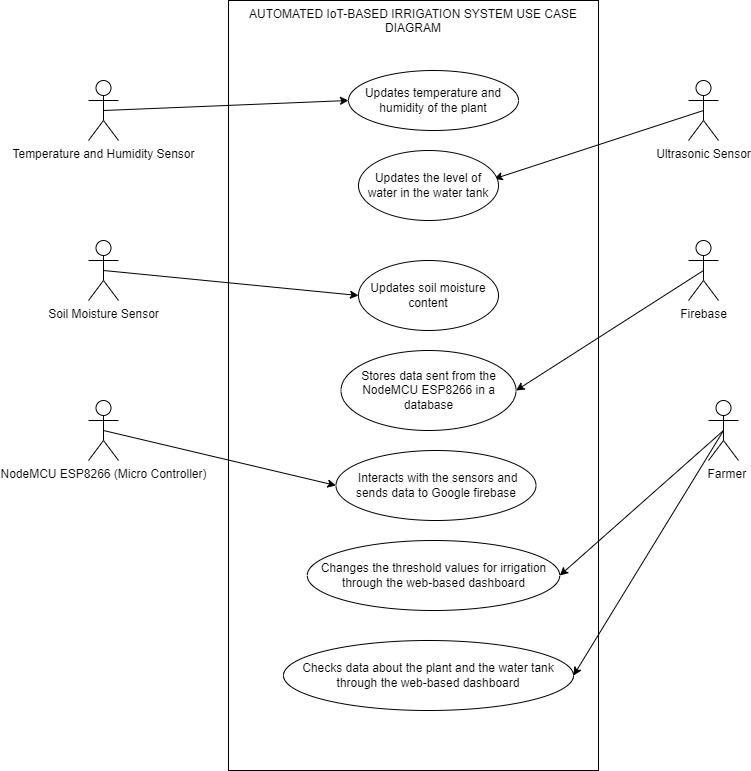 AUTOMATED IoT-BASED IRRIGATION SYSTEM USE CASE
DIAGRAM
Updates temperature and
humidity of the plant
Temperature and Humidity Sensor
Ultrasonic Sensor
Updates the level of
water in the water tank
Updates soil moisture
content
Soil Moisture Sensor
Firebase
Stores data sent from the
NodeMCU ESP8266 in a
database
NodeMCU ESP8266 (Micro Controller)
Farmer
Interacts with the sensors and
sends data to Google firebase
Changes the threshold values for irrigation
through the web-based dashboard
Checks data about the plant and the water tank
through the web-based dashboard